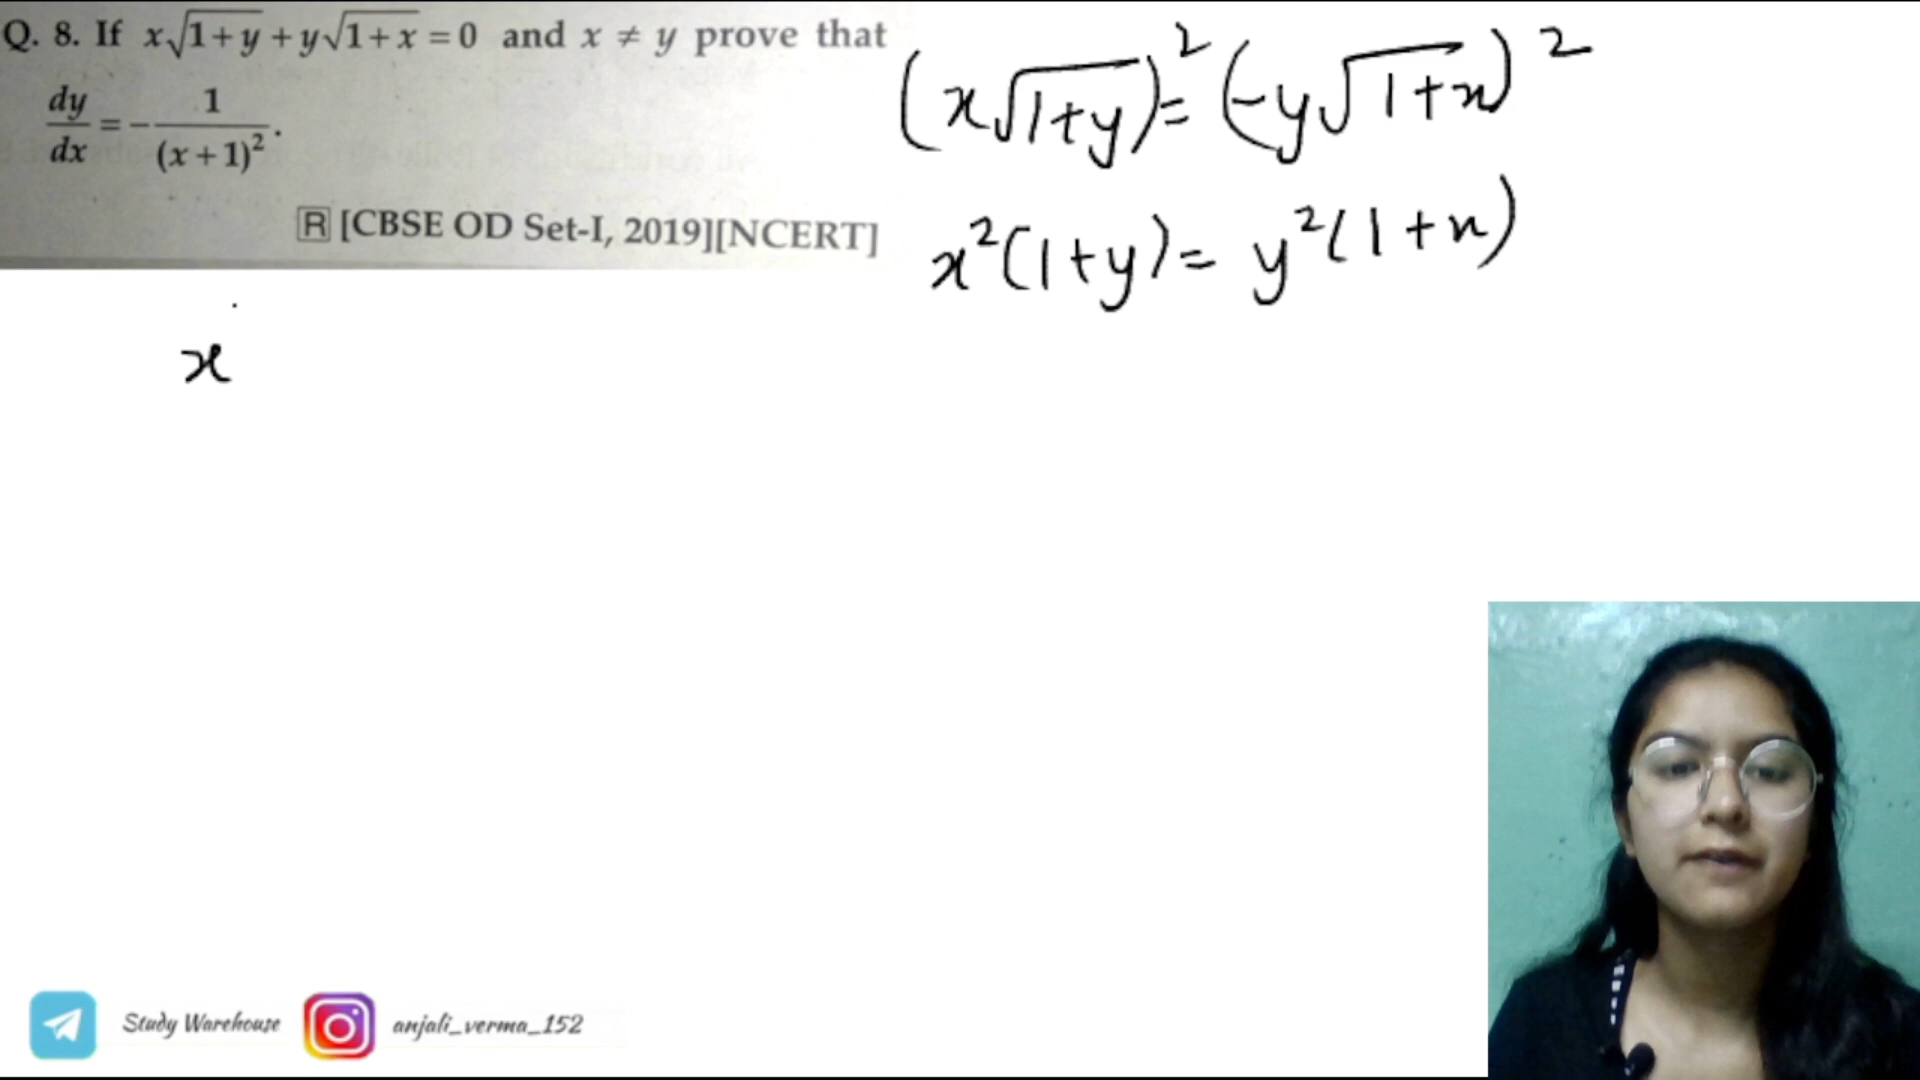 Q. 8. If x√1+y + y√1+x = 0 and x ≠ y prove that
dy/dx = - 1/(x+1)².
R [CBSE OD Set-I, 2019][NCERT]
(x√1+y)² = (-y√1+x)²
x²(1+y) = y²(1+x)
x
Study Warehouse
anjali_verma_152